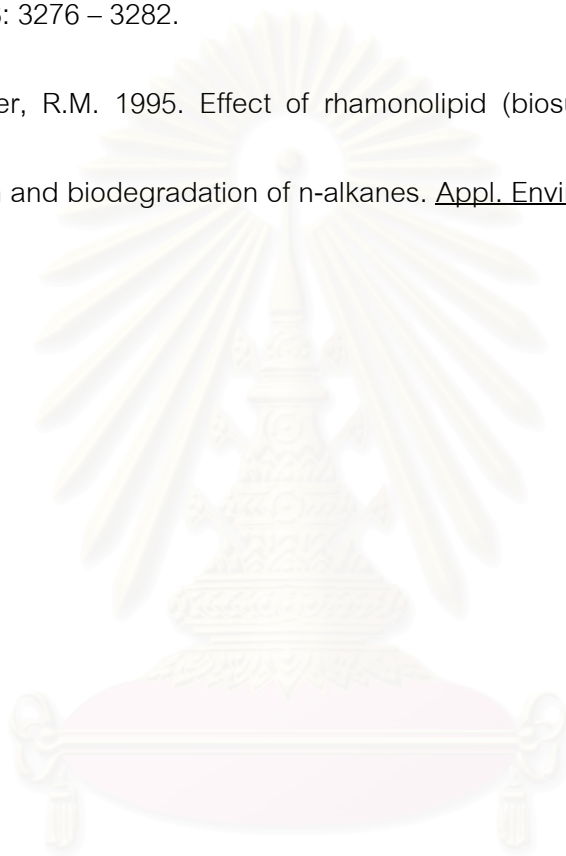 : 3276 – 3282.
er, R.M. 1995. Effect of rhamonolipid (biosu
and biodegradation of n-alkanes. Appl. Envi